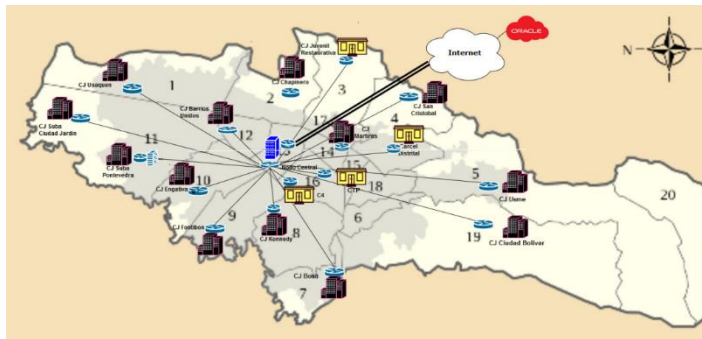 ORACLE
Internet
N
CJ Juvenil
Restaurativa
CJ Chapinero
CJ Usaquen
1
2
3
CJ San
Cristobal
CJ Suba
Ciudad Jardin
CJ Barrios
Unidos
12
17
CJ
Martires
4
Carcel
Distrital
11
14
CJ Suba
Pontevedra
Nodo Central
15
5
CJ Engativa
10
16
CTP
18
20
C4
CJ Usme
9
CJ Kennedy
8
6
19
CJ Fontibon
CJ Ciudad Bolivar
CJ Bosa
7